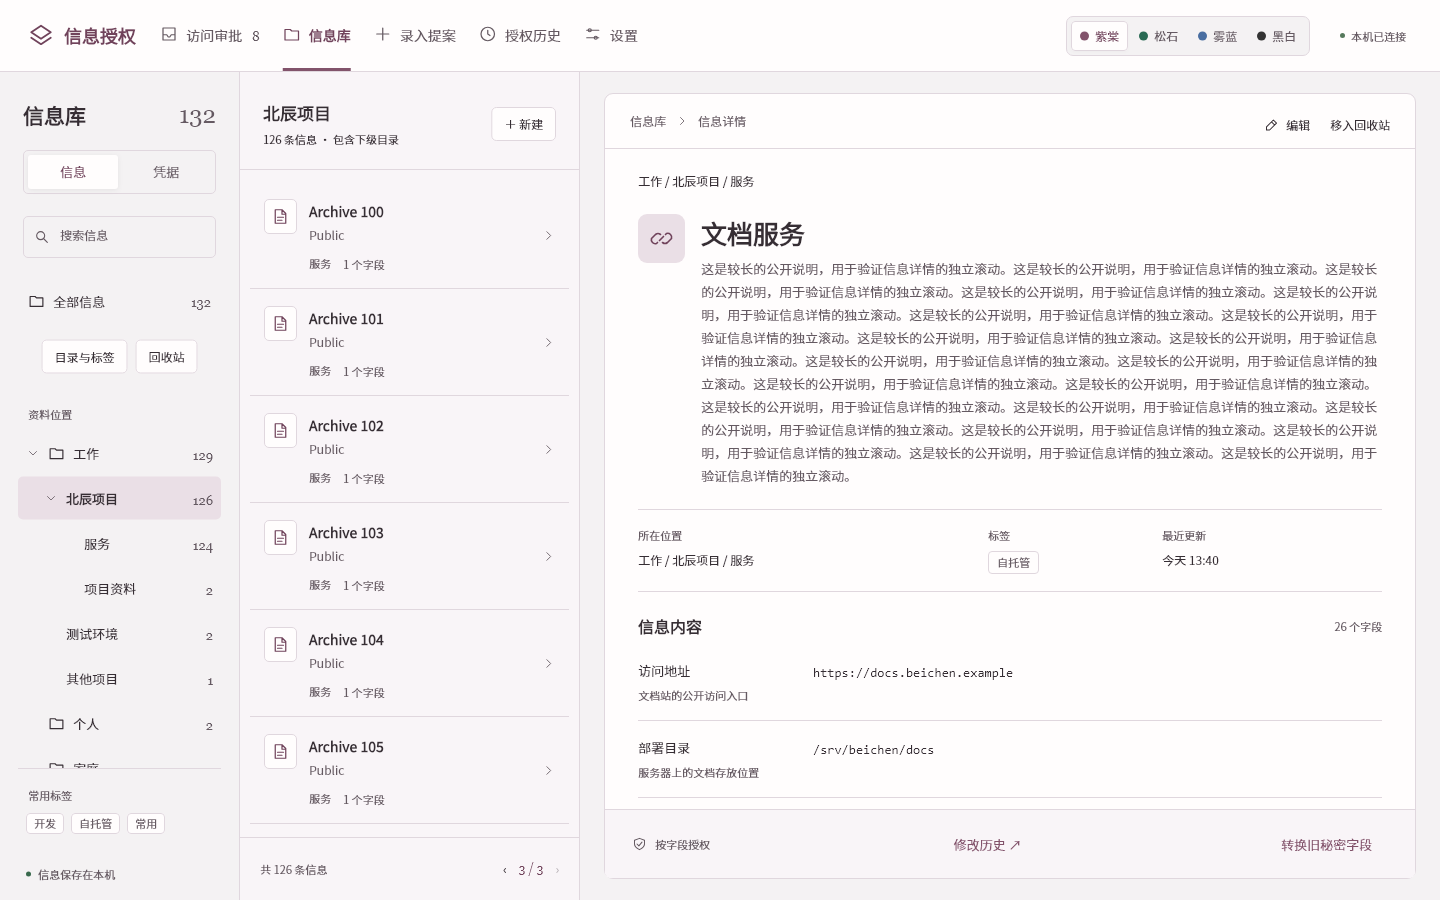 信息授权
访问审批 8
信息库
录入提案
授权历史
设置
紫棠
松石
雾蓝
黑白
本机已连接
信息库 132
信息 凭据
搜索信息
全部信息 132
目录与标签 回收站
资料位置
工作 129
北辰项目 126
服务 124
项目资料 2
测试环境 2
其他项目 1
个人 2
家庭
常用标签
开发 自托管 常用
信息保存在本机
北辰项目
126 条信息 · 包含下级目录
+ 新建
Archive 100
Public
服务 1 个字段
Archive 101
Public
服务 1 个字段
Archive 102
Public
服务 1 个字段
Archive 103
Public
服务 1 个字段
Archive 104
Public
服务 1 个字段
Archive 105
Public
服务 1 个字段
共 126 条信息
‹ 3 / 3 ›
信息库 > 信息详情
编辑 移入回收站
工作 / 北辰项目 / 服务
文档服务
这是较长的公开说明，用于验证信息详情的独立滚动。这是较长的公开说明，用于验证信息详情的独立滚动。这是较长
的公开说明，用于验证信息详情的独立滚动。这是较长的公开说明，用于验证信息详情的独立滚动。这是较长的公开说
明，用于验证信息详情的独立滚动。这是较长的公开说明，用于验证信息详情的独立滚动。这是较长的公开说明，用于
验证信息详情的独立滚动。这是较长的公开说明，用于验证信息详情的独立滚动。这是较长的公开说明，用于验证信息
详情的独立滚动。这是较长的公开说明，用于验证信息详情的独立滚动。这是较长的公开说明，用于验证信息详情的独
立滚动。这是较长的公开说明，用于验证信息详情的独立滚动。这是较长的公开说明，用于验证信息详情的独立滚动。
这是较长的公开说明，用于验证信息详情的独立滚动。这是较长的公开说明，用于验证信息详情的独立滚动。这是较长
的公开说明，用于验证信息详情的独立滚动。这是较长的公开说明，用于验证信息详情的独立滚动。这是较长的公开说
明，用于验证信息详情的独立滚动。这是较长的公开说明，用于验证信息详情的独立滚动。这是较长的公开说明，用于
验证信息详情的独立滚动。
所在位置 标签 最近更新
工作 / 北辰项目 / 服务 自托管 今天 13:40
信息内容 26 个字段
访问地址 https://docs.beichen.example
文档站的公开访问入口
部署目录 /srv/beichen/docs
服务器上的文档存放位置
按字段授权 修改历史 ↗ 转换旧秘密字段